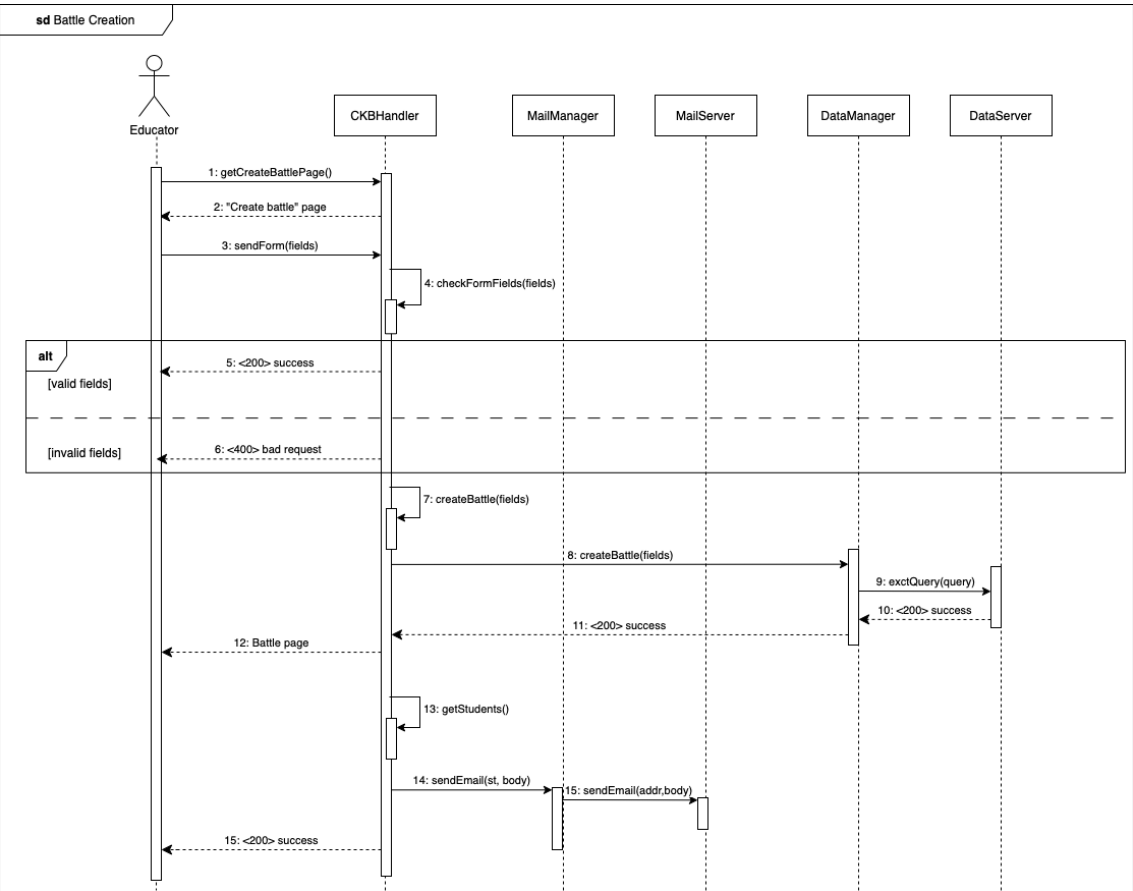 sd Battle Creation
Educator
CKBHandler
MailManager
MailServer
DataManager
DataServer
1: getCreateBattlePage()
2: "Create battle" page
3: sendForm(fields)
4: checkFormFields(fields)
alt
5: <200> success
[valid fields]
6: <400> bad request
[invalid fields]
7: createBattle(fields)
8: createBattle(fields)
9: exctQuery(query)
10: <200> success
11: <200> success
12: Battle page
13: getStudents()
14: sendEmail(st, body)
15: sendEmail(addr,body)
15: <200> success